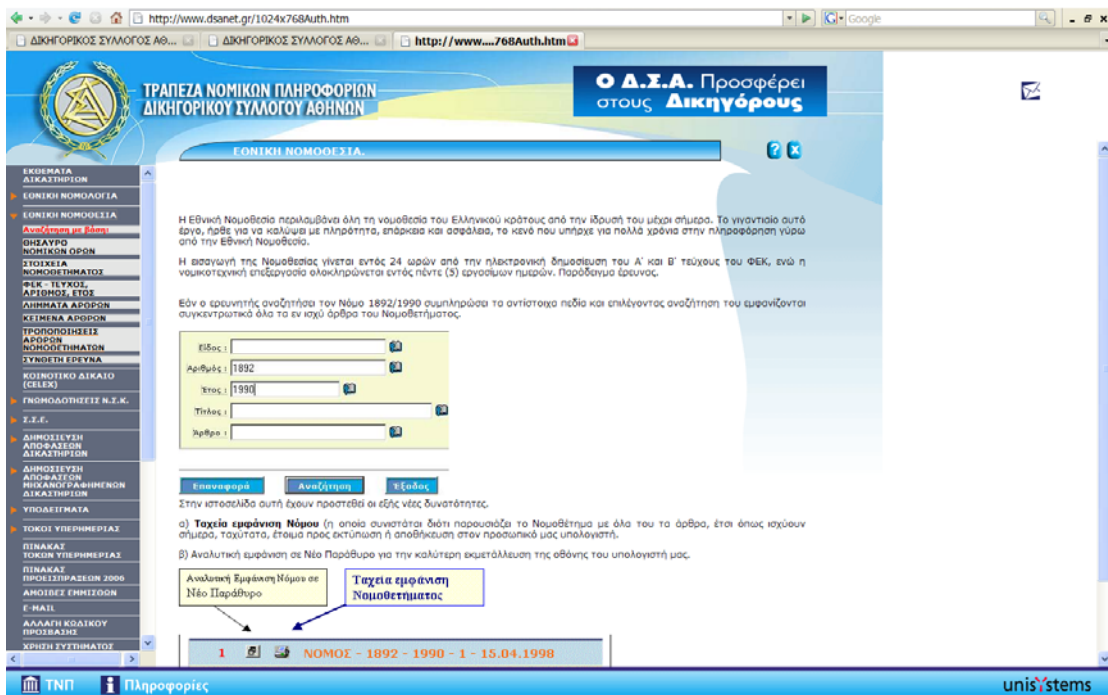 http://www.dsanet.gr/1024x768Auth.htm
Google
ΔΙΚΗΓΟΡΙΚΟΣ ΣΥΛΛΟΓΟΣ ΑΘ...
ΔΙΚΗΓΟΡΙΚΟΣ ΣΥΛΛΟΓΟΣ ΑΘ...
http://www....768Auth.htm
ΤΡΑΠΕΖΑ ΝΟΜΙΚΩΝ ΠΛΗΡΟΦΟΡΙΩΝ
ΔΙΚΗΓΟΡΙΚΟΥ ΣΥΛΛΟΓΟΥ ΑΘΗΝΩΝ
Ο Δ.Σ.Α. Προσφέρει
στους Δικηγόρους
ΕΘΝΙΚΗ ΝΟΜΟΘΕΣΙΑ.
ΕΚΘΕΜΑΤΑ
ΔΙΚΑΣΤΗΡΙΩΝ
ΕΘΝΙΚΗ ΝΟΜΟΛΟΓΙΑ
ΕΘΝΙΚΗ ΝΟΜΟΘΕΣΙΑ
Αναζήτηση με βάση:
ΘΗΣΑΥΡΟ
ΝΟΜΙΚΩΝ ΟΡΩΝ
ΣΤΟΙΧΕΙΑ
ΝΟΜΟΘΕΤΗΜΑΤΟΣ
ΦΕΚ - ΤΕΥΧΟΣ,
ΑΡΙΘΜΟΣ, ΕΤΟΣ
ΛΗΜΜΑΤΑ ΑΡΘΡΩΝ
ΚΕΙΜΕΝΑ ΑΡΘΡΩΝ
ΤΡΟΠΟΠΟΙΗΣΕΙΣ
ΑΡΘΡΩΝ
ΝΟΜΟΘΕΤΗΜΑΤΩΝ
ΣΥΝΘΕΤΗ ΕΡΕΥΝΑ
ΚΟΙΝΟΤΙΚΟ ΔΙΚΑΙΟ
(CELEX)
ΓΝΩΜΟΔΟΤΗΣΕΙΣ Ν.Σ.Κ.
Σ.Σ.Ε.
ΔΗΜΟΣΙΕΥΣΗ
ΑΠΟΦΑΣΕΩΝ
ΔΙΚΑΣΤΗΡΙΩΝ
ΔΗΜΟΣΙΕΥΣΗ
ΑΠΟΦΑΣΕΩΝ
ΜΗΧΑΝΟΓΡΑΦΗΜΕΝΩΝ
ΔΙΚΑΣΤΗΡΙΩΝ
ΥΠΟΔΕΙΓΜΑΤΑ
ΤΟΚΟΙ ΥΠΕΡΗΜΕΡΙΑΣ
ΠΙΝΑΚΑΣ
ΤΟΚΩΝ ΥΠΕΡΗΜΕΡΙΑΣ
ΠΙΝΑΚΑΣ
ΠΡΟΕΙΣΠΡΑΞΕΩΝ 2006
ΑΜΟΙΒΕΣ ΕΜΜΙΣΘΩΝ
E-MAIL
ΑΛΛΑΓΗ ΚΩΔΙΚΟΥ
ΠΡΟΣΒΑΣΗΣ
ΧΡΗΣΗ ΣΥΣΤΗΜΑΤΟΣ
Η Εθνική Νομοθεσία περιλαμβάνει όλη τη νομοθεσία του Ελληνικού κράτους από την ίδρυσή του μέχρι σήμερα. Το γιγαντιαίο αυτό
έργο, ήρθε για να καλύψει με πληρότητα, επάρκεια και ασφάλεια, το κενό που υπήρχε για πολλά χρόνια στην πληροφόρηση γύρω
από την Εθνική Νομοθεσία.
Η εισαγωγή της Νομοθεσίας γίνεται εντός 24 ωρών από την ηλεκτρονική δημοσίευση του Α' και Β' τεύχους του ΦΕΚ, ενώ η
νομικοτεχνική επεξεργασία ολοκληρώνεται εντός πέντε (5) εργοσίμων ημερών. Παράδειγμα έρευνας.
Εάν ο ερευνητής αναζητήσει τον Νόμο 1892/1990 συμπληρώσει τα αντίστοιχα πεδία και επιλέγοντας αναζήτηση του εμφανίζονται
συγκεντρωτικά όλα τα εν ισχύ άρθρα του Νομοθετήματος.
Είδος :
Αριθμός : 1892
Έτος : 1990
Τίτλος :
Άρθρο :
Επαναφορά Αναζήτηση Έξοδος
Στην ιστοσελίδα αυτή έχουν προστεθεί οι εξής νέες δυνατότητες.
α) Ταχεία εμφάνιση Νόμου (η οποία συνιστάται διότι παρουσιάζει το Νομοθέτημα με όλα του τα άρθρα, έτσι όπως ισχύουν
σήμερα, ταχύτατα, έτοιμα προς εκτύπωση ή αποθήκευση στον προσωπικό μας υπολογιστή.
β) Αναλυτική εμφάνιση σε Νέο Παράθυρο για την καλύτερη εκμετάλλευση της οθόνης του υπολογιστή μας.
Αναλυτική Εμφάνιση Νόμου σε
Νέο Παράθυρο
Ταχεία εμφάνιση
Νομοθετήματος
1 ΝΟΜΟΣ - 1892 - 1990 - 1 - 15.04.1998
ΤΝΠ
Πληροφορίες
unisystems